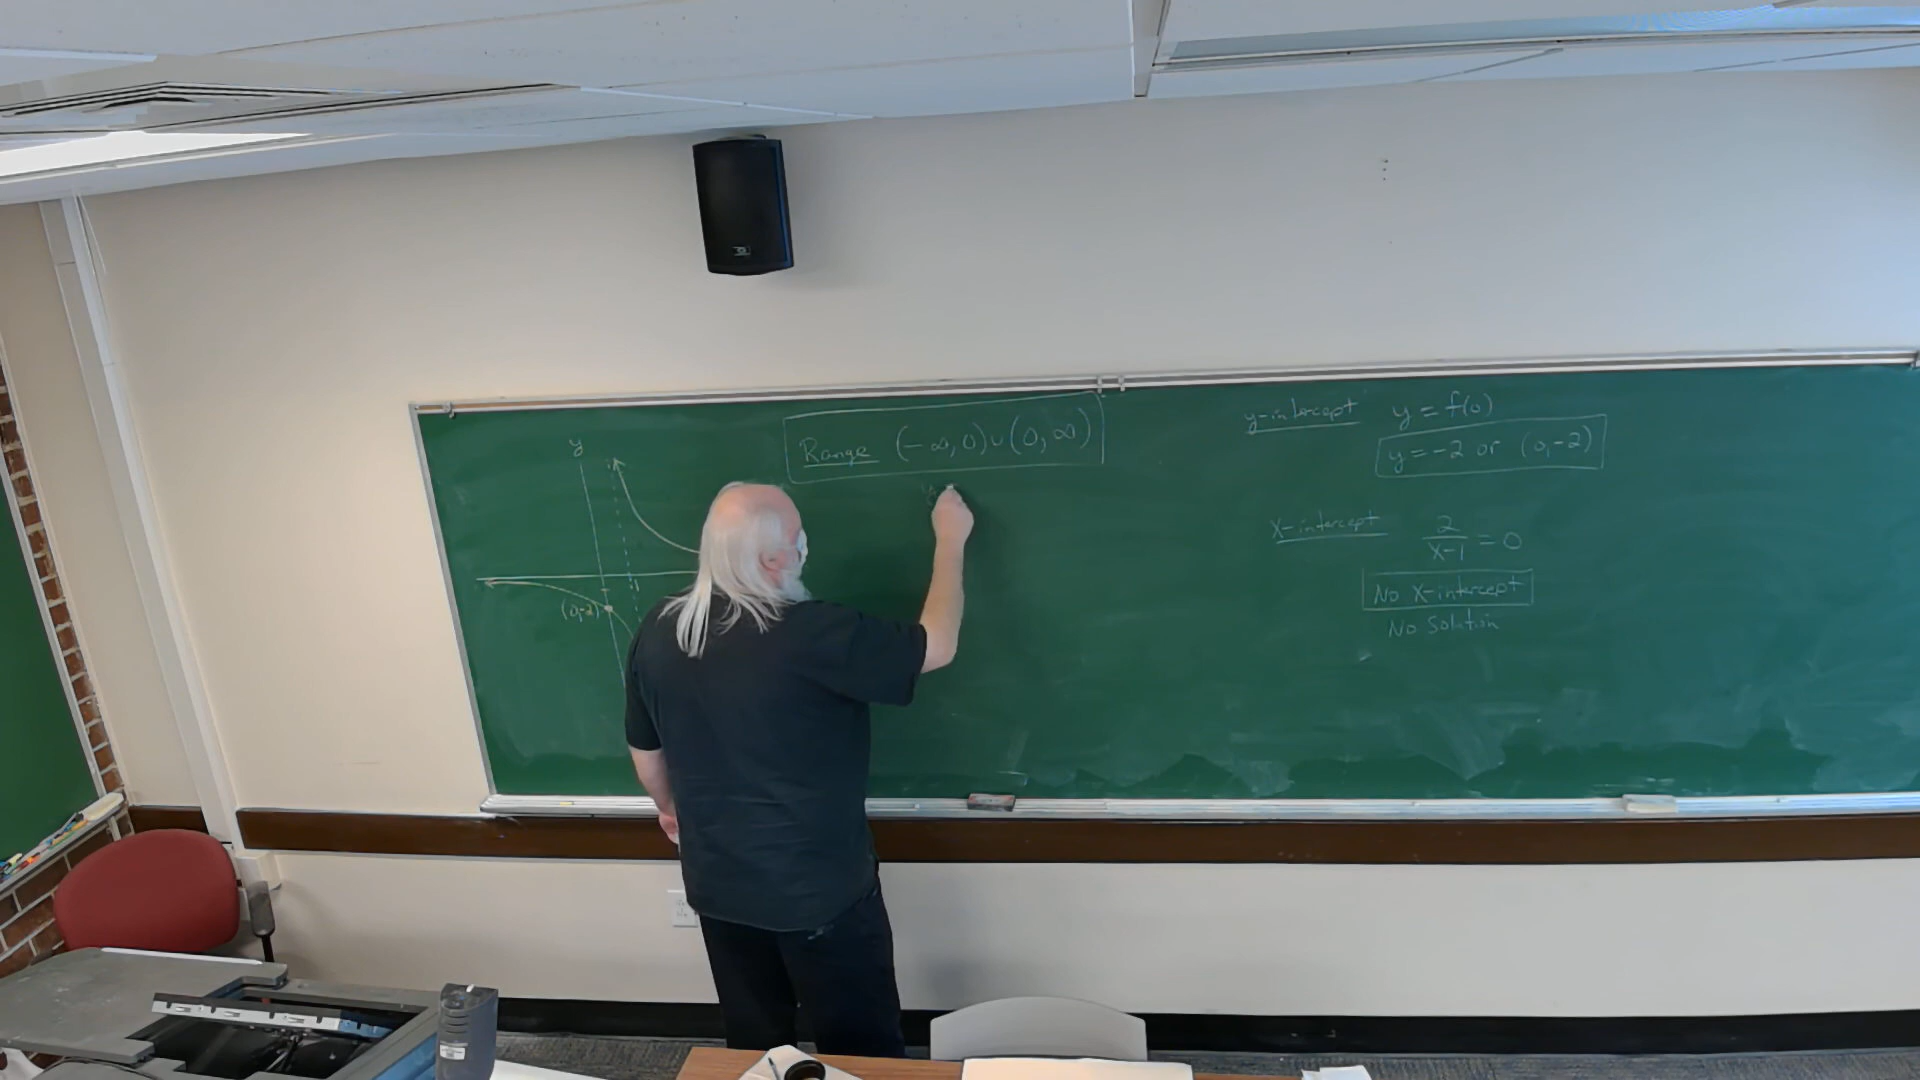 y
(0,-2)
1
Range (-∞,0)∪(0,∞)
y-intercept y = f(0)
y = -2 or (0,-2)
x-intercept 2/(x-1) = 0
No x-intercept
No Solution